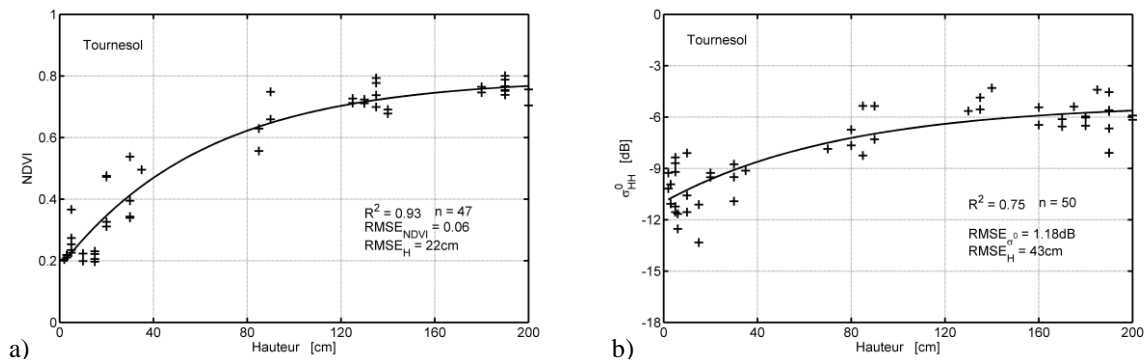 Tournesol
NDVI
1
0.8
0.6
0.4
0.2
0
R² = 0.93 n = 47
RMSE_NDVI = 0.06
RMSE_H = 22cm
0 40 80 120 160 200
Hauteur [cm]
a)
Tournesol
σ⁰_HH [dB]
0
-3
-6
-9
-12
-15
-18
R² = 0.75 n = 50
RMSE_σ⁰ = 1.18dB
RMSE_H = 43cm
0 40 80 120 160 200
Hauteur [cm]
b)